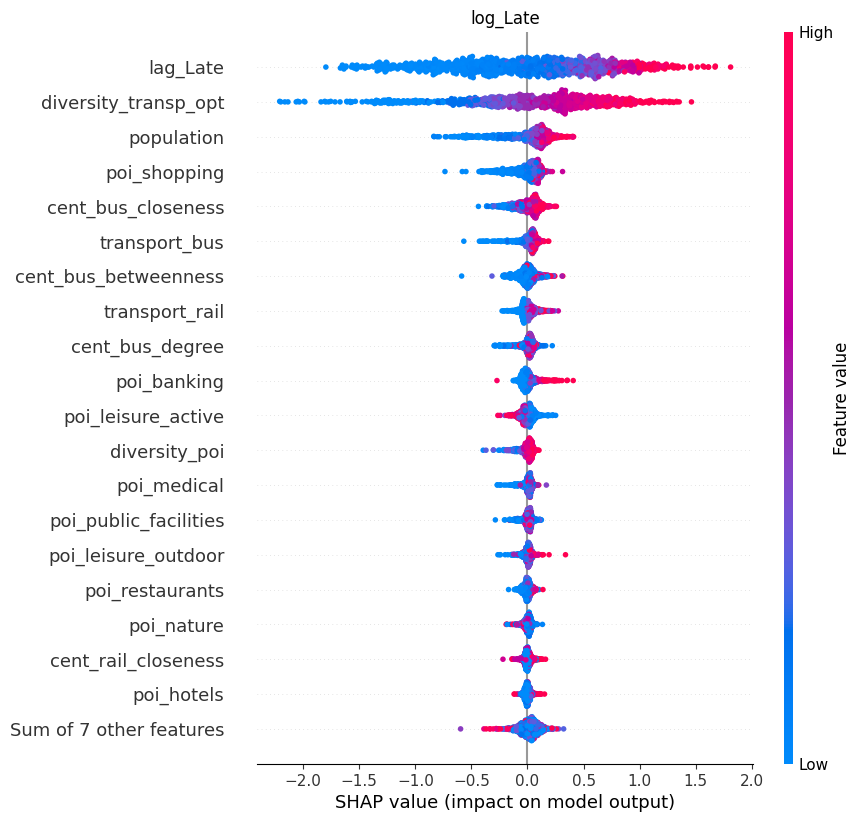 log_Late
High
lag_Late
diversity_transp_opt
population
poi_shopping
cent_bus_closeness
transport_bus
cent_bus_betweenness
transport_rail
cent_bus_degree
poi_banking
poi_leisure_active
diversity_poi
poi_medical
poi_public_facilities
poi_leisure_outdoor
poi_restaurants
poi_nature
cent_rail_closeness
poi_hotels
Sum of 7 other features
Feature value
Low
−2.0 −1.5 −1.0 −0.5 0.0 0.5 1.0 1.5 2.0
SHAP value (impact on model output)